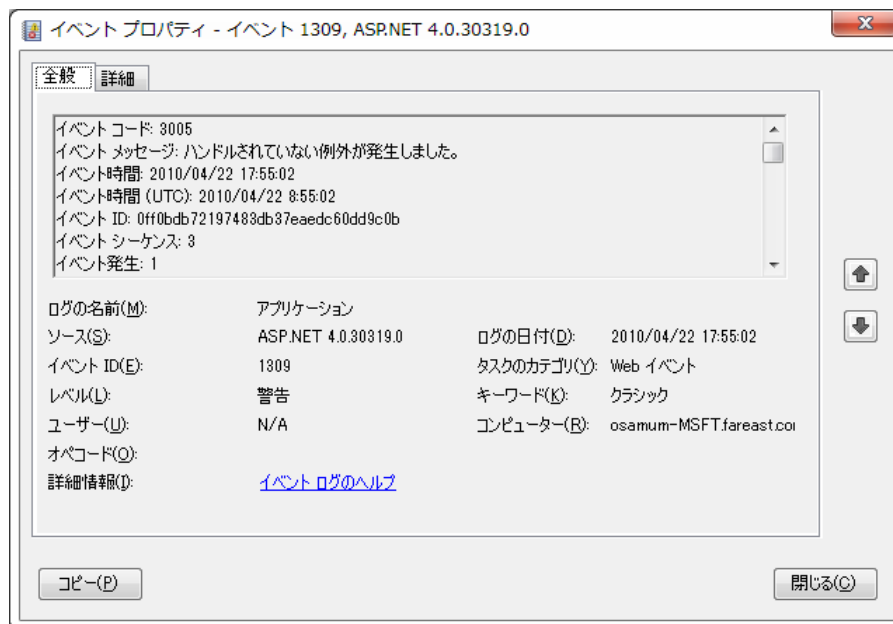 イベント プロパティ - イベント 1309, ASP.NET 4.0.30319.0
全般 詳細
イベント コード: 3005
イベント メッセージ: ハンドルされていない例外が発生しました。
イベント時間: 2010/04/22 17:55:02
イベント時間 (UTC): 2010/04/22 8:55:02
イベント ID: 0ff0bdb72197483db37eaedc60dd9c0b
イベント シーケンス: 3
イベント発生: 1
ログの名前(M): アプリケーション
ソース(S): ASP.NET 4.0.30319.0 ログの日付(D): 2010/04/22 17:55:02
イベント ID(E): 1309 タスクのカテゴリ(Y): Web イベント
レベル(L): 警告 キーワード(K): クラシック
ユーザー(U): N/A コンピューター(R): osamum-MSFT.fareast.coı
オペコード(O):
詳細情報(I): イベント ログのヘルプ
コピー(P) 閉じる(C)